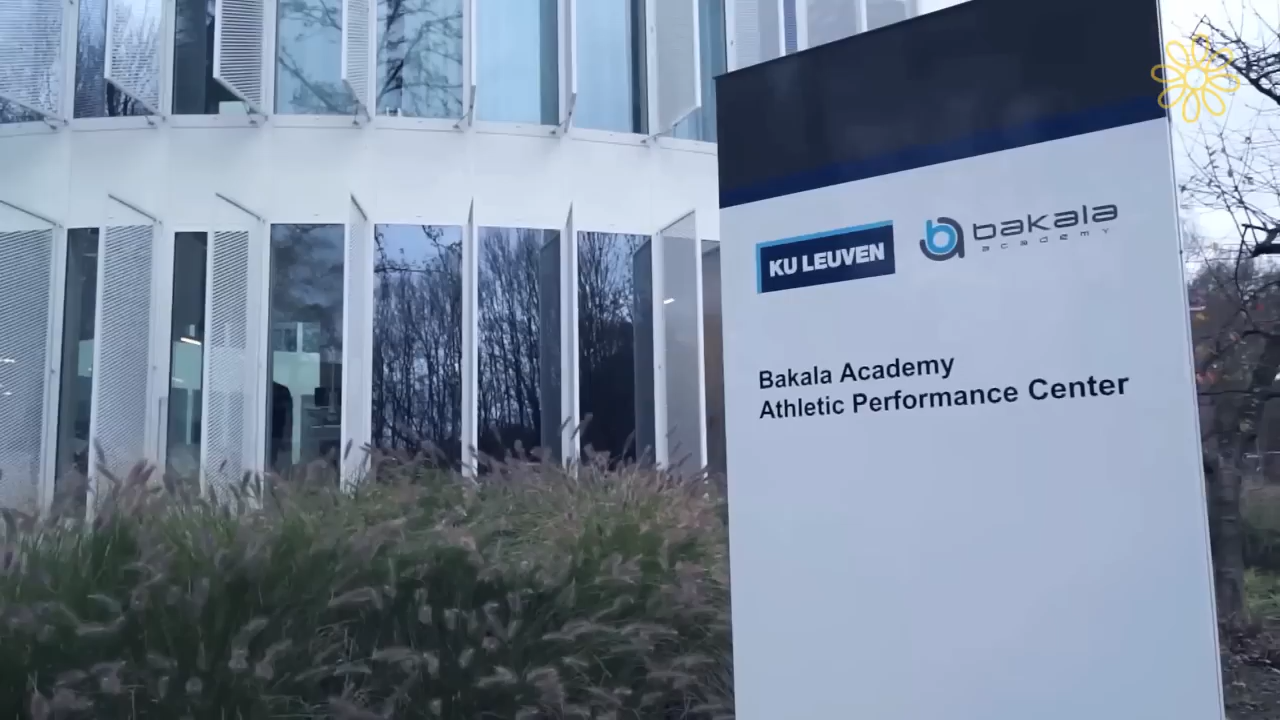 KU LEUVEN
bakala
academy
Bakala Academy
Athletic Performance Center